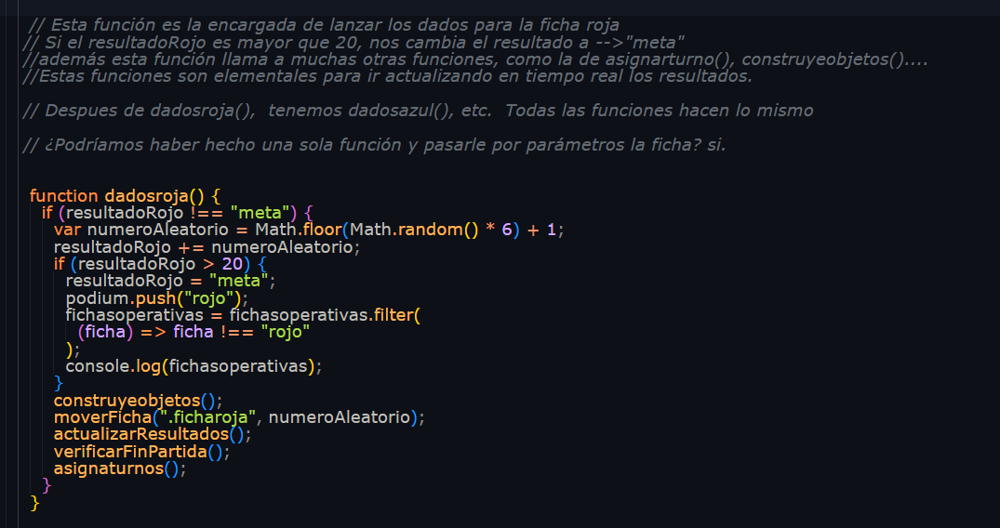 // Esta función es la encargada de lanzar los dados para la ficha roja
// Si el resultadoRojo es mayor que 20, nos cambia el resultado a -->"meta"
//además esta función llama a muchas otras funciones, como la de asignarturno(), construyeobjetos()....
//Estas funciones son elementales para ir actualizando en tiempo real los resultados.
// Despues de dadosroja(),  tenemos dadosazul(), etc.  Todas las funciones hacen lo mismo
// ¿Podríamos haber hecho una sola función y pasarle por parámetros la ficha? si.
function dadosroja() {
if (resultadoRojo !== "meta") {
var numeroAleatorio = Math.floor(Math.random() * 6) + 1;
resultadoRojo += numeroAleatorio;
if (resultadoRojo > 20) {
resultadoRojo = "meta";
podium.push("rojo");
fichasoperativas = fichasoperativas.filter(
(ficha) => ficha !== "rojo"
);
console.log(fichasoperativas);
}
construyeobjetos();
moverFicha(".ficharoja", numeroAleatorio);
actualizarResultados();
verificarFinPartida();
asignaturnos();
}
}